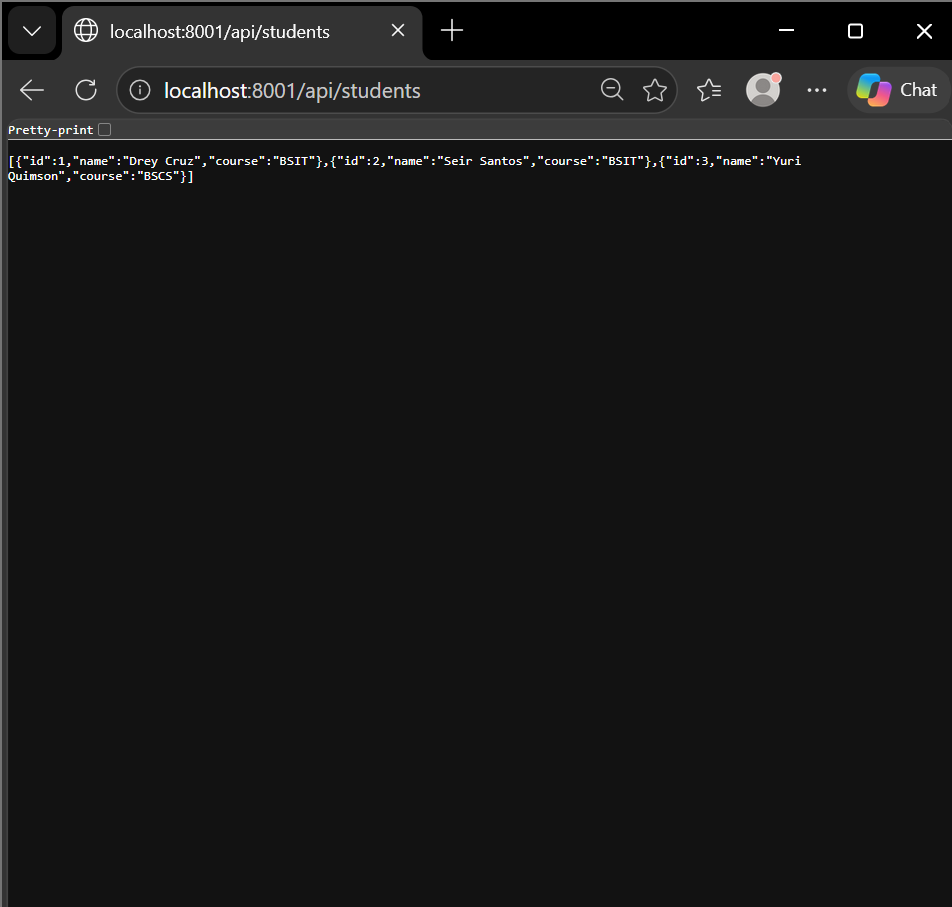 localhost:8001/api/students
localhost:8001/api/students
Chat
Pretty-print
[{"id":1,"name":"Drey Cruz","course":"BSIT"},{"id":2,"name":"Seir Santos","course":"BSIT"},{"id":3,"name":"Yuri
Quimson","course":"BSCS"}]